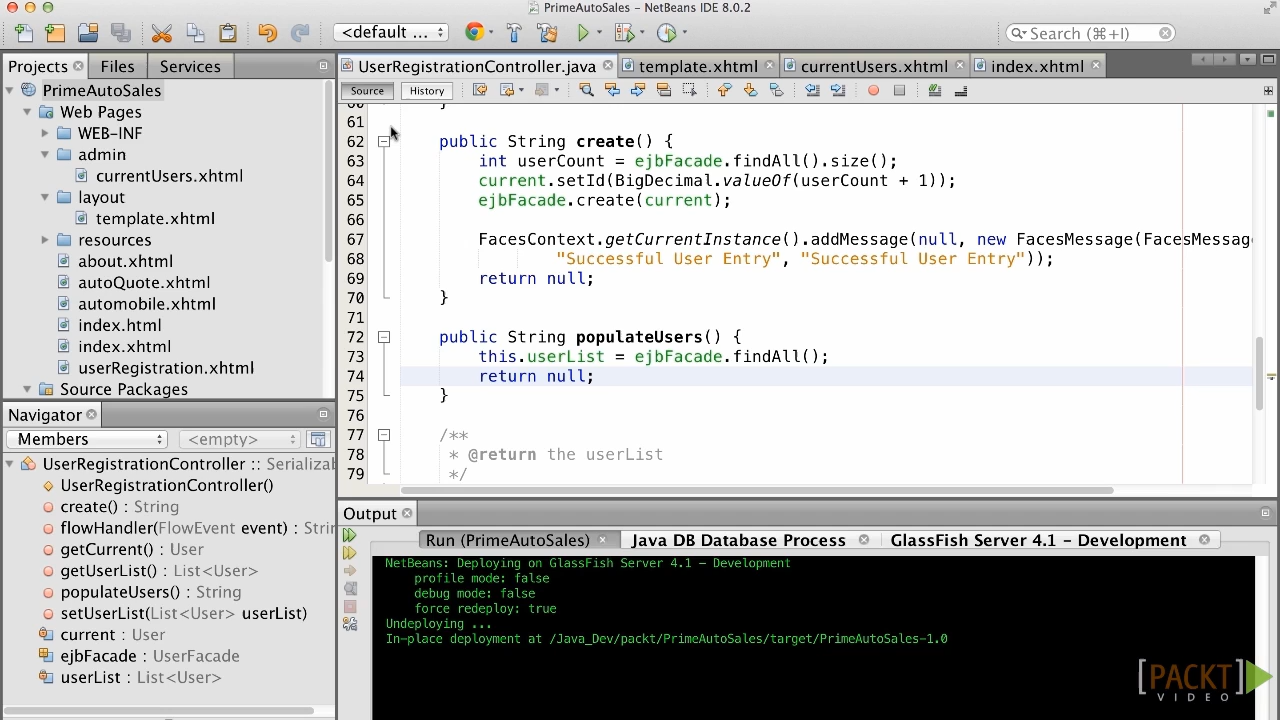 PrimeAutoSales - NetBeans IDE 8.0.2
<default ...
Search (⌘+I)
Projects Files Services
UserRegistrationController.java template.xhtml currentUsers.xhtml index.xhtml
Source History
PrimeAutoSales
Web Pages
WEB-INF
admin
currentUsers.xhtml
layout
template.xhtml
resources
about.xhtml
autoQuote.xhtml
automobile.xhtml
index.html
index.xhtml
userRegistration.xhtml
Source Packages
60 }
61
62 public String create() {
63 int userCount = ejbFacade.findAll().size();
64 current.setId(BigDecimal.valueOf(userCount + 1));
65 ejbFacade.create(current);
66
67 FacesContext.getCurrentInstance().addMessage(null, new FacesMessage(FacesMessage
68 "Successful User Entry", "Successful User Entry"));
69 return null;
70 }
71
72 public String populateUsers() {
73 this.userList = ejbFacade.findAll();
74 return null;
75 }
76
77 /**
78 * @return the userList
79 */
Navigator
Members <empty>
UserRegistrationController :: Serializa
UserRegistrationController()
create() : String
flowHandler(FlowEvent event) : Strin
getCurrent() : User
getUserList() : List<User>
populateUsers() : String
setUserList(List<User> userList)
current : User
ejbFacade : UserFacade
userList : List<User>
Output
Run (PrimeAutoSales) Java DB Database Process GlassFish Server 4.1 - Development
NetBeans: Deploying on GlassFish Server 4.1 - Development
profile mode: false
debug mode: false
force redeploy: true
Undeploying ...
In-place deployment at /Java_Dev/packt/PrimeAutoSales/target/PrimeAutoSales-1.0
[PACKT]
VIDEO